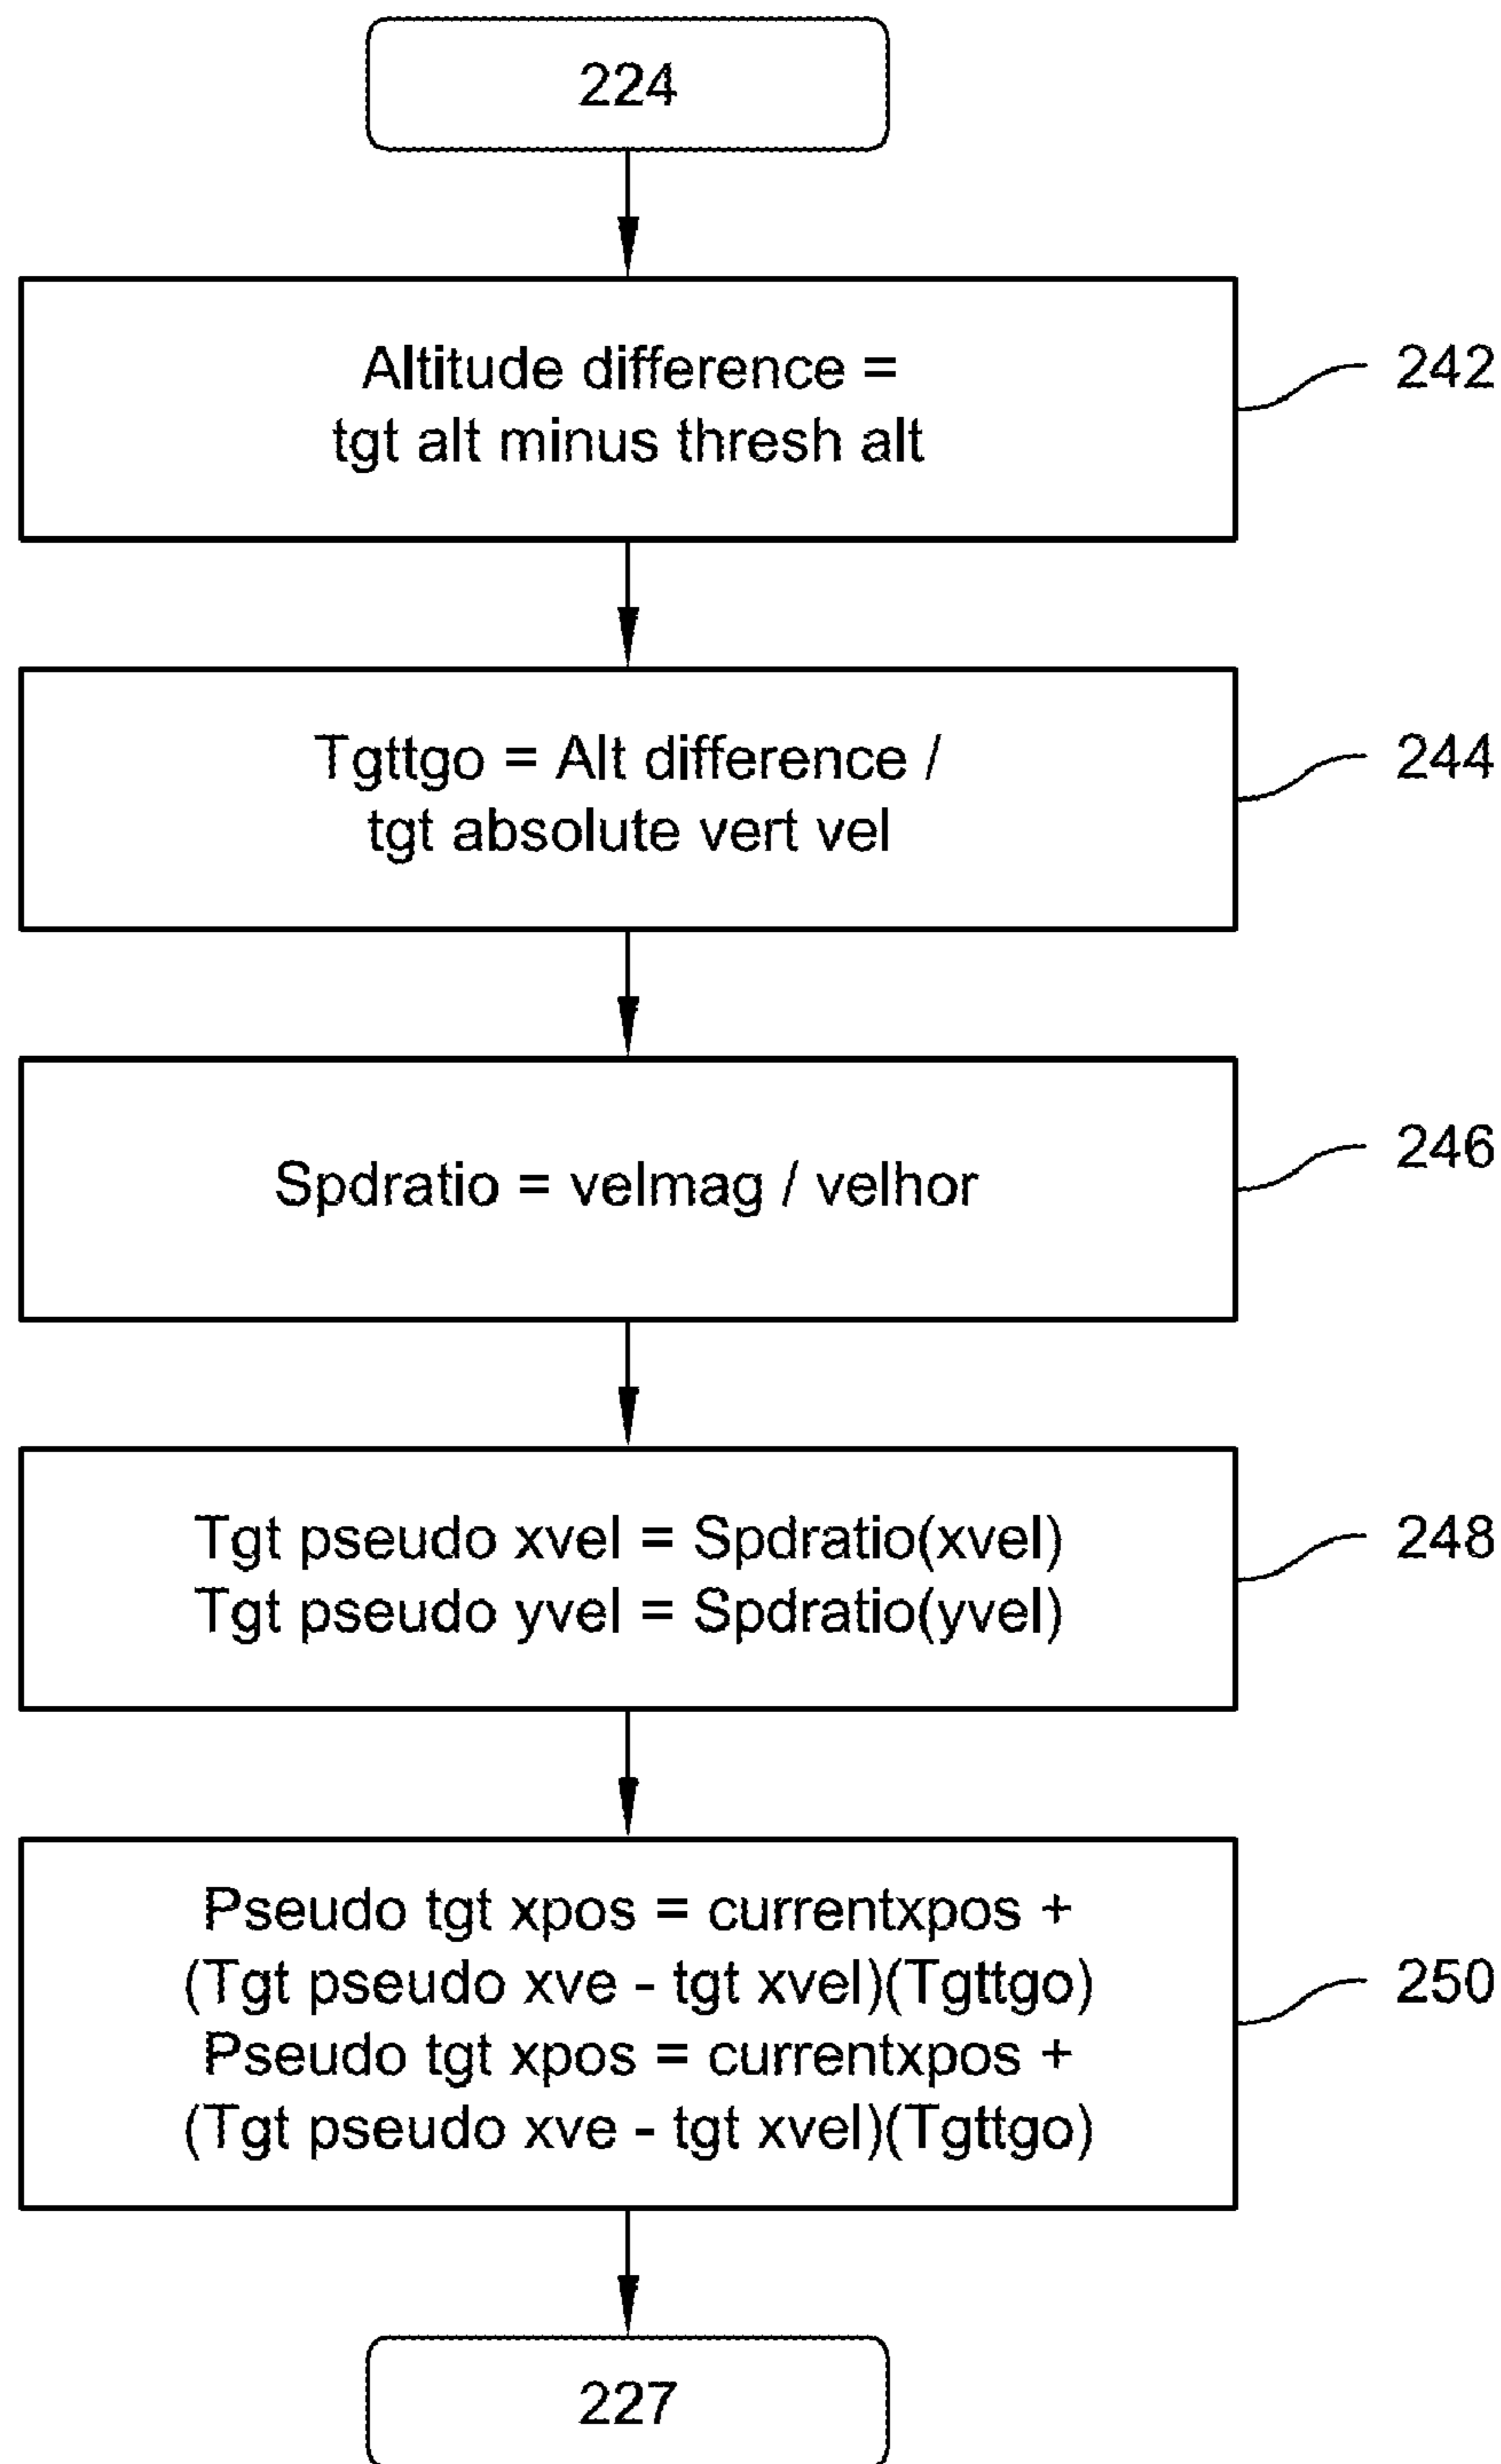 224
Altitude difference =
tgt alt minus thresh alt
242
Tgttgo = Alt difference /
tgt absolute vert vel
244
Spdratio = velmag / velhor
246
Tgt pseudo xvel = Spdratio(xvel)
Tgt pseudo yvel = Spdratio(yvel)
248
Pseudo tgt xpos = currentxpos +
(Tgt pseudo xve - tgt xvel)(Tgttgo)
Pseudo tgt xpos = currentxpos +
(Tgt pseudo xve - tgt xvel)(Tgttgo)
250
227